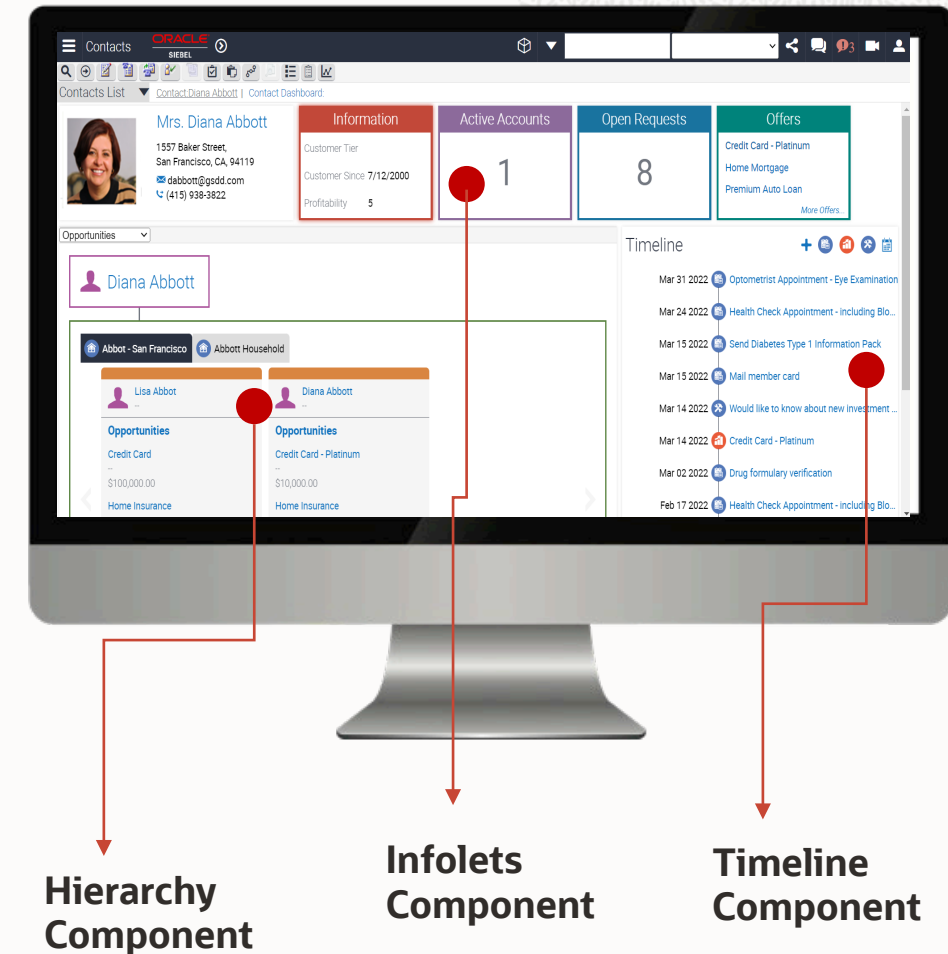 Contacts
ORACLE
SIEBEL
3
Contacts List
Contact:Diana Abbott | Contact Dashboard:
Mrs. Diana Abbott
1557 Baker Street,
San Francisco, CA, 94119
dabbott@gsdd.com
(415) 938-3822
Information
Customer Tier
Customer Since 7/12/2000
Profitability 5
Active Accounts
1
Open Requests
8
Offers
Credit Card - Platinum
Home Mortgage
Premium Auto Loan
More Offers...
Opportunities
Diana Abbott
Abbot - San Francisco
Abbott Household
Lisa Abbot
--
Opportunities
Credit Card
--
$100,000.00
Home Insurance
Diana Abbott
--
Opportunities
Credit Card - Platinum
--
$10,000.00
Home Insurance
Timeline
Mar 31 2022 Optometrist Appointment - Eye Examination
Mar 24 2022 Health Check Appointment - including Blo...
Mar 15 2022 Send Diabetes Type 1 Information Pack
Mar 15 2022 Mail member card
Mar 14 2022 Would like to know about new investment ...
Mar 14 2022 Credit Card - Platinum
Mar 02 2022 Drug formulary verification
Feb 17 2022 Health Check Appointment - including Blo...
Hierarchy
Component
Infolets
Component
Timeline
Component